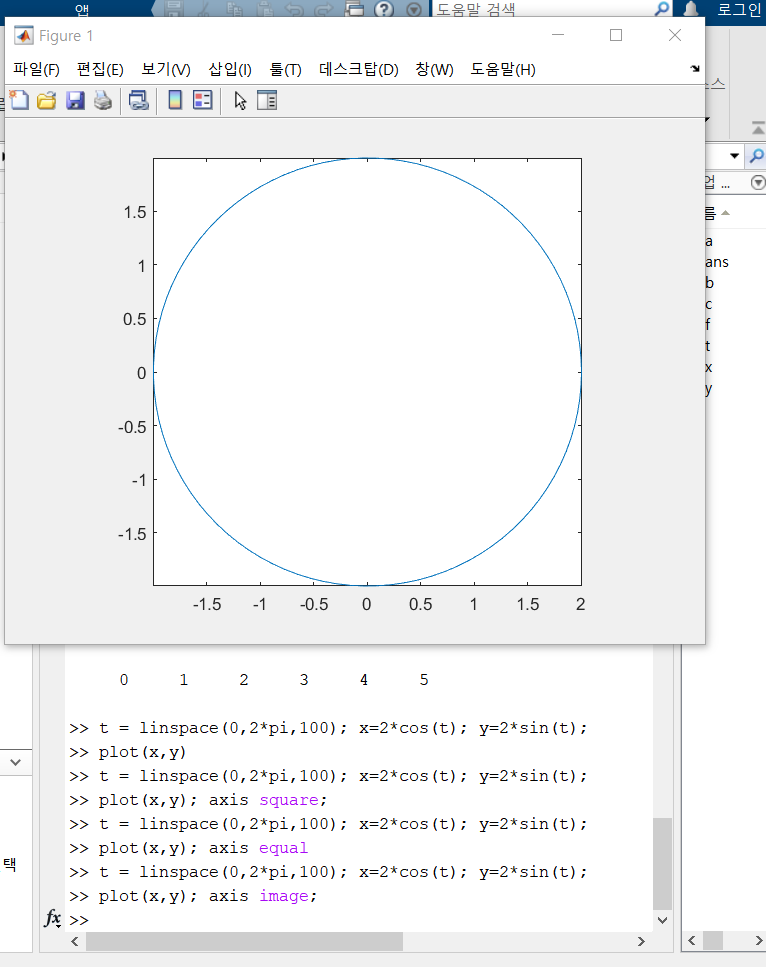 앱
도움말 검색
로그인
Figure 1
파일(F) 편집(E) 보기(V) 삽입(I) 툴(T) 데스크탑(D) 창(W) 도움말(H)
스
업 ...
름
a
ans
b
c
f
t
x
y
1.5
1
0.5
0
-0.5
-1
-1.5
-1.5 -1 -0.5 0 0.5 1 1.5 2
0 1 2 3 4 5
>> t = linspace(0,2*pi,100); x=2*cos(t); y=2*sin(t);
>> plot(x,y)
>> t = linspace(0,2*pi,100); x=2*cos(t); y=2*sin(t);
>> plot(x,y); axis square;
>> t = linspace(0,2*pi,100); x=2*cos(t); y=2*sin(t);
>> plot(x,y); axis equal
>> t = linspace(0,2*pi,100); x=2*cos(t); y=2*sin(t);
>> plot(x,y); axis image;
fx >>
택